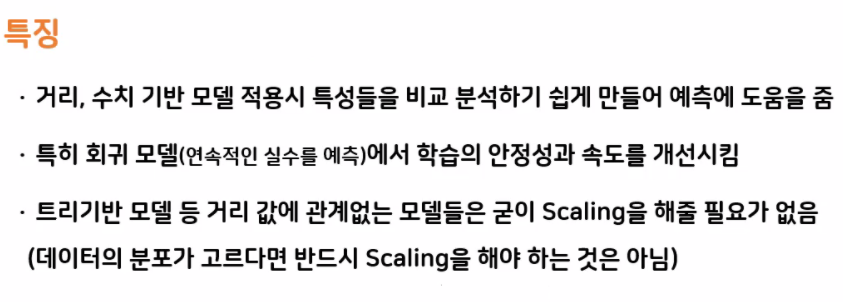 특징
· 거리, 수치 기반 모델 적용시 특성들을 비교 분석하기 쉽게 만들어 예측에 도움을 줌
· 특히 회귀 모델(연속적인 실수를 예측)에서 학습의 안정성과 속도를 개선시킴
· 트리기반 모델 등 거리 값에 관계없는 모델들은 굳이 Scaling을 해줄 필요가 없음
(데이터의 분포가 고르다면 반드시 Scaling을 해야 하는 것은 아님)